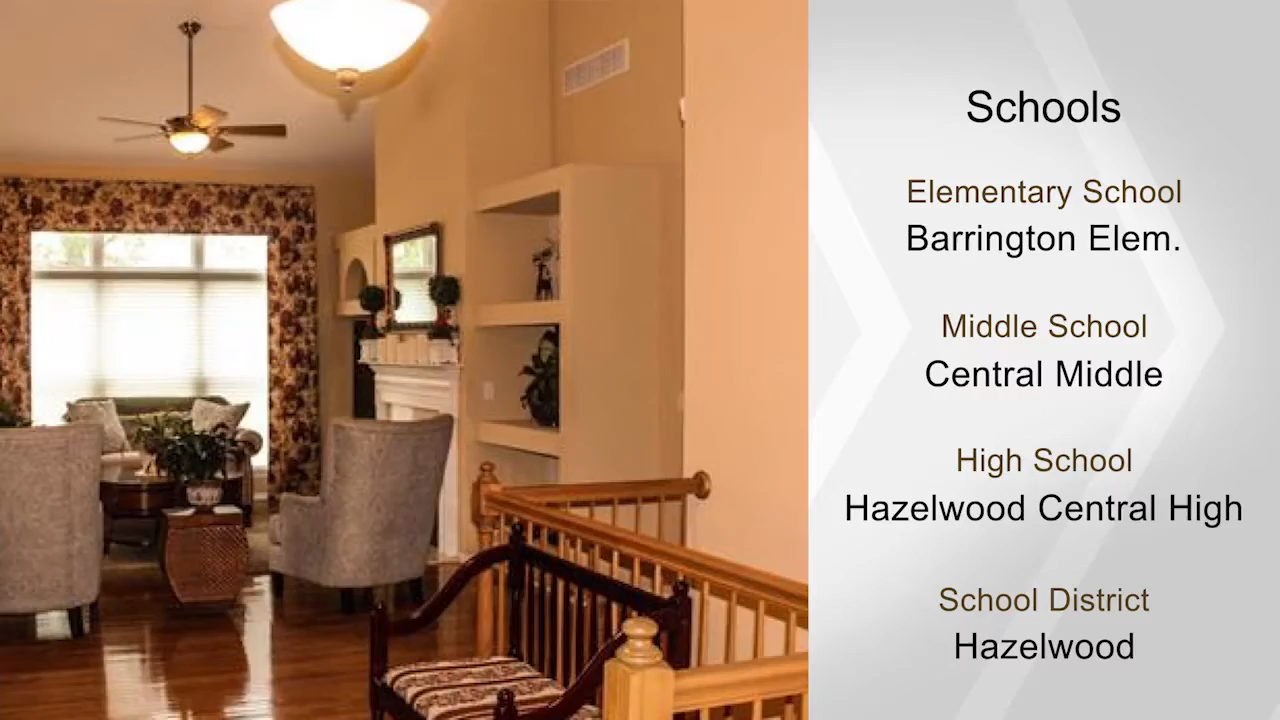 Schools
Elementary School
Barrington Elem.
Middle School
Central Middle
High School
Hazelwood Central High
School District
Hazelwood